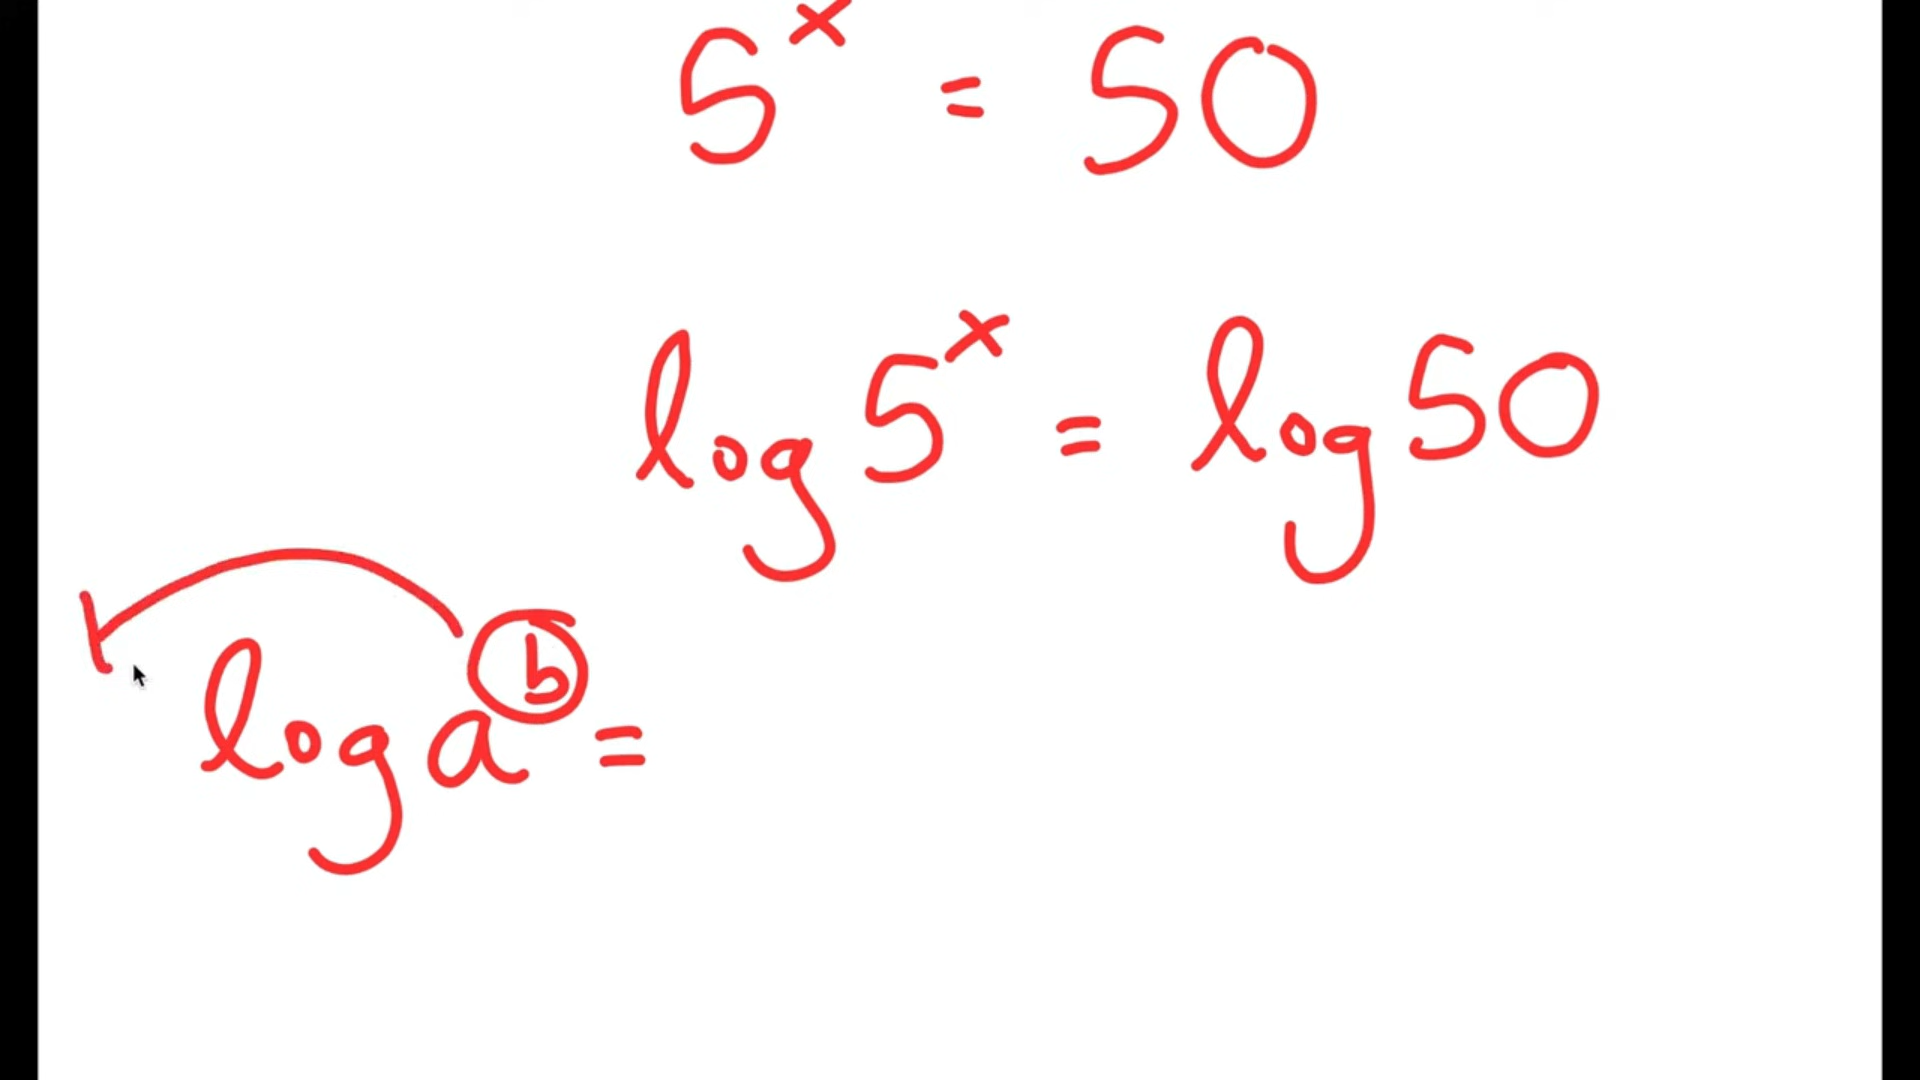 5^x = 50
log 5^x = log 50
log a^b =